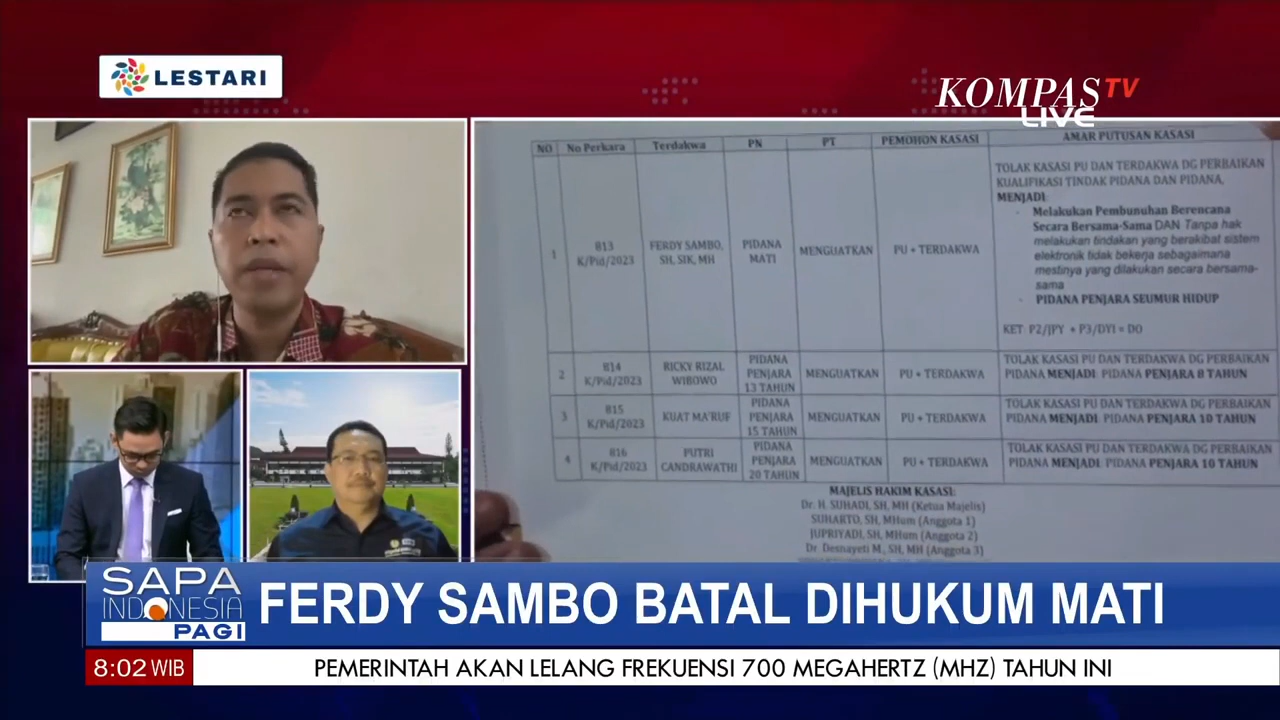 LESTARI
KOMPASTV
LIVE
NO No Perkara Terdakwa PN PT PEMOHON KASASI AMAR PUTUSAN KASASI
1 813 K/Pid/2023 FERDY SAMBO, SH, SIK, MH PIDANA MATI MENGUATKAN PU + TERDAKWA
TOLAK KASASI PU DAN TERDAKWA DG PERBAIKAN
KUALIFIKASI TINDAK PIDANA DAN PIDANA,
MENJADI:
- Melakukan Pembunuhan Berencana
Secara Bersama-Sama DAN Tanpa hak
melakukan tindakan yang berakibat sistem
elektronik tidak bekerja sebagaimana
mestinya yang dilakukan secara bersama-
sama
- PIDANA PENJARA SEUMUR HIDUP
KET: P2/JPY + P3/DYI = DO
2 814 K/Pid/2023 RICKY RIZAL WIBOWO PIDANA PENJARA 13 TAHUN MENGUATKAN PU + TERDAKWA
TOLAK KASASI PU DAN TERDAKWA DG PERBAIKAN
PIDANA MENJADI: PIDANA PENJARA 8 TAHUN
3 815 K/Pid/2023 KUAT MA'RUF PIDANA PENJARA 15 TAHUN MENGUATKAN PU + TERDAKWA
TOLAK KASASI PU DAN TERDAKWA DG PERBAIKAN
PIDANA MENJADI: PIDANA PENJARA 10 TAHUN
4 816 K/Pid/2023 PUTRI CANDRAWATHI PIDANA PENJARA 20 TAHUN MENGUATKAN PU + TERDAKWA
TOLAK KASASI PU DAN TERDAKWA DG PERBAIKAN
PIDANA MENJADI: PIDANA PENJARA 10 TAHUN
MAJELIS HAKIM KASASI:
Dr. H. SUHADI, SH, MH (Ketua Majelis)
SUHARTO, SH, MHum (Anggota 1)
JUPRIYADI, SH, MHum (Anggota 2)
Dr. Desnayeti M., SH, MH (Anggota 3)
SAPA
INDONESIA
PAGI
FERDY SAMBO BATAL DIHUKUM MATI
8:02 WIB
PEMERINTAH AKAN LELANG FREKUENSI 700 MEGAHERTZ (MHZ) TAHUN INI